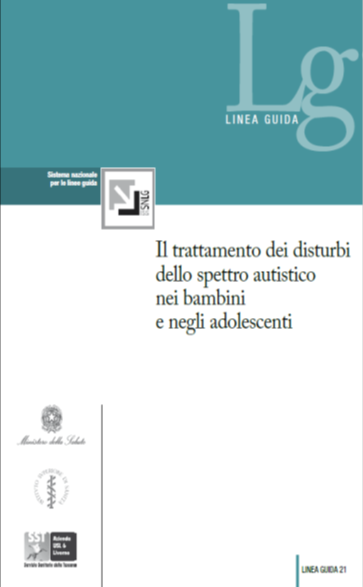 Lg
LINEA GUIDA
Sistema nazionale
per le linee guida
SNLG
Il trattamento dei disturbi
dello spettro autistico
nei bambini
e negli adolescenti
Ministero della Salute
SST
Azienda
USL 6
Livorno
Servizio Sanitario della Toscana
LINEA GUIDA 21